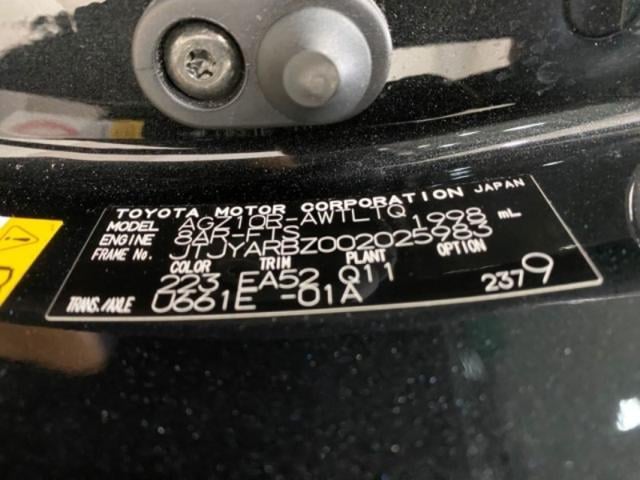 TOYOTA MOTOR CORPORATION JAPAN
MODEL AGZ10R-AWTLTQ
ENGINE 8AR-FTS 1998 mL
FRAME No. JTJYARBZ002025983
COLOR TRIM PLANT OPTION
223 EA52 Q11
TRANS./AXLE U661E -01A 2379